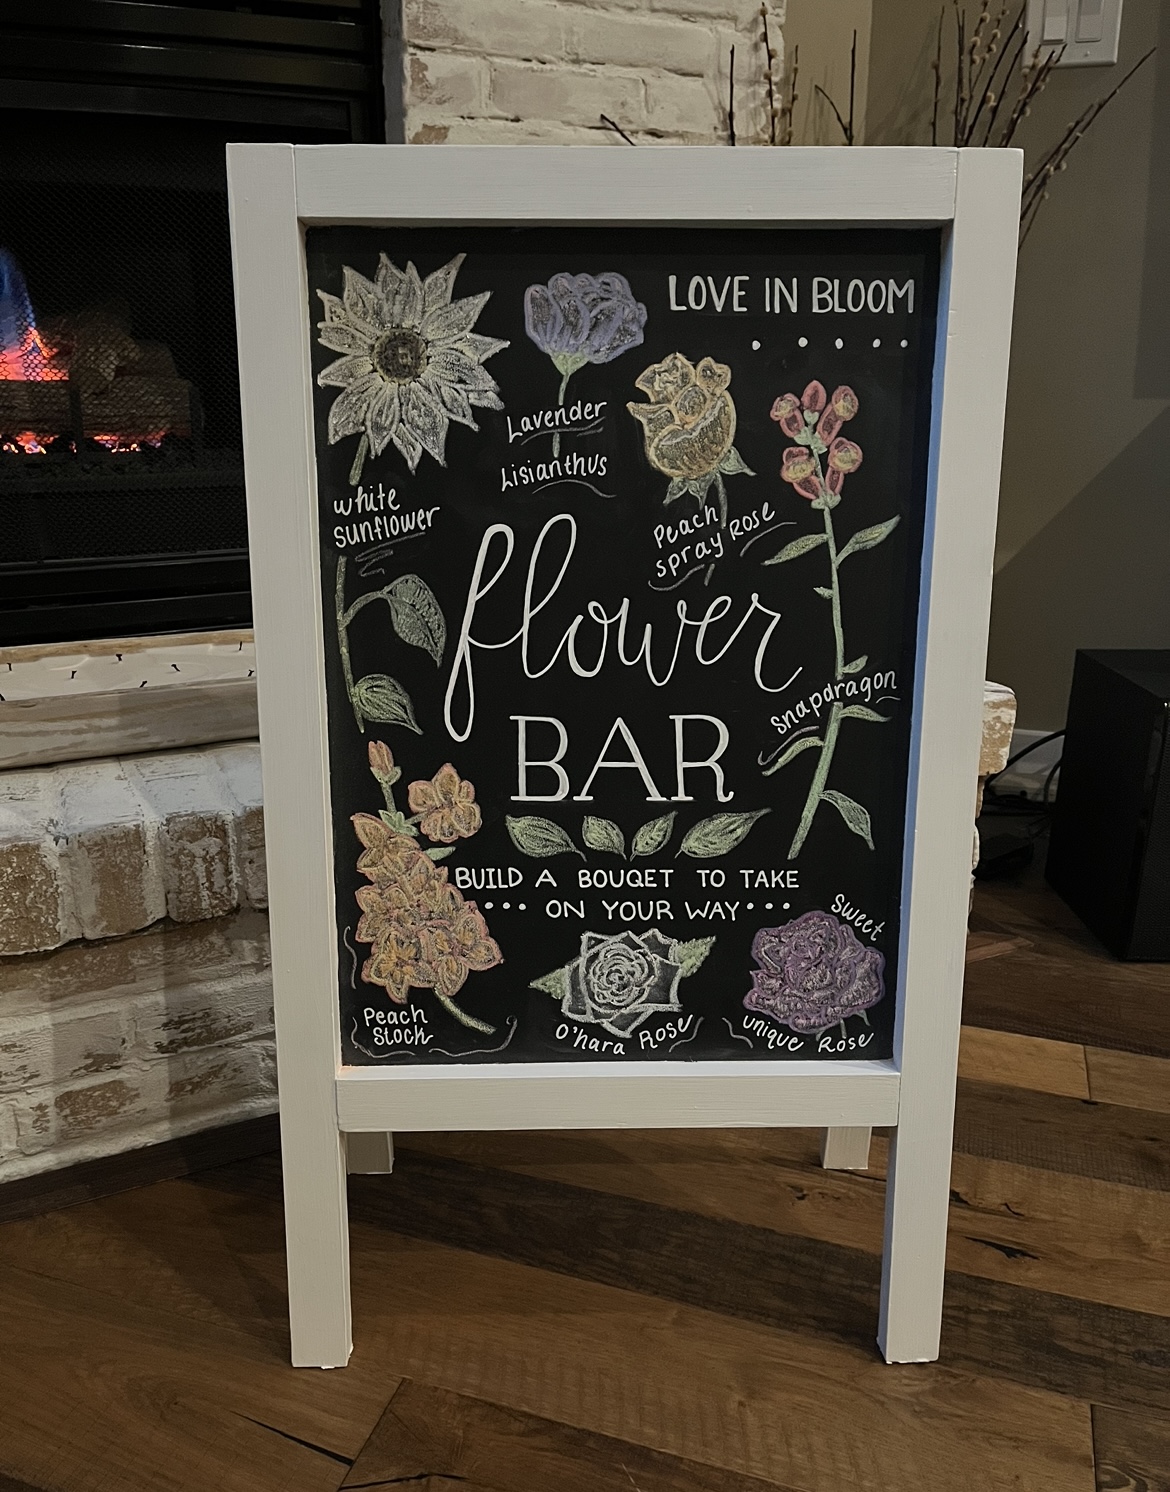 LOVE IN BLOOM
Lavender
Lisianthus
white
sunflower
Peach
spray Rose
flower
BAR
Snapdragon
BUILD A BOUQET TO TAKE
ON YOUR WAY
Peach
Stock
O'hara Rose
Sweet
unique Rose